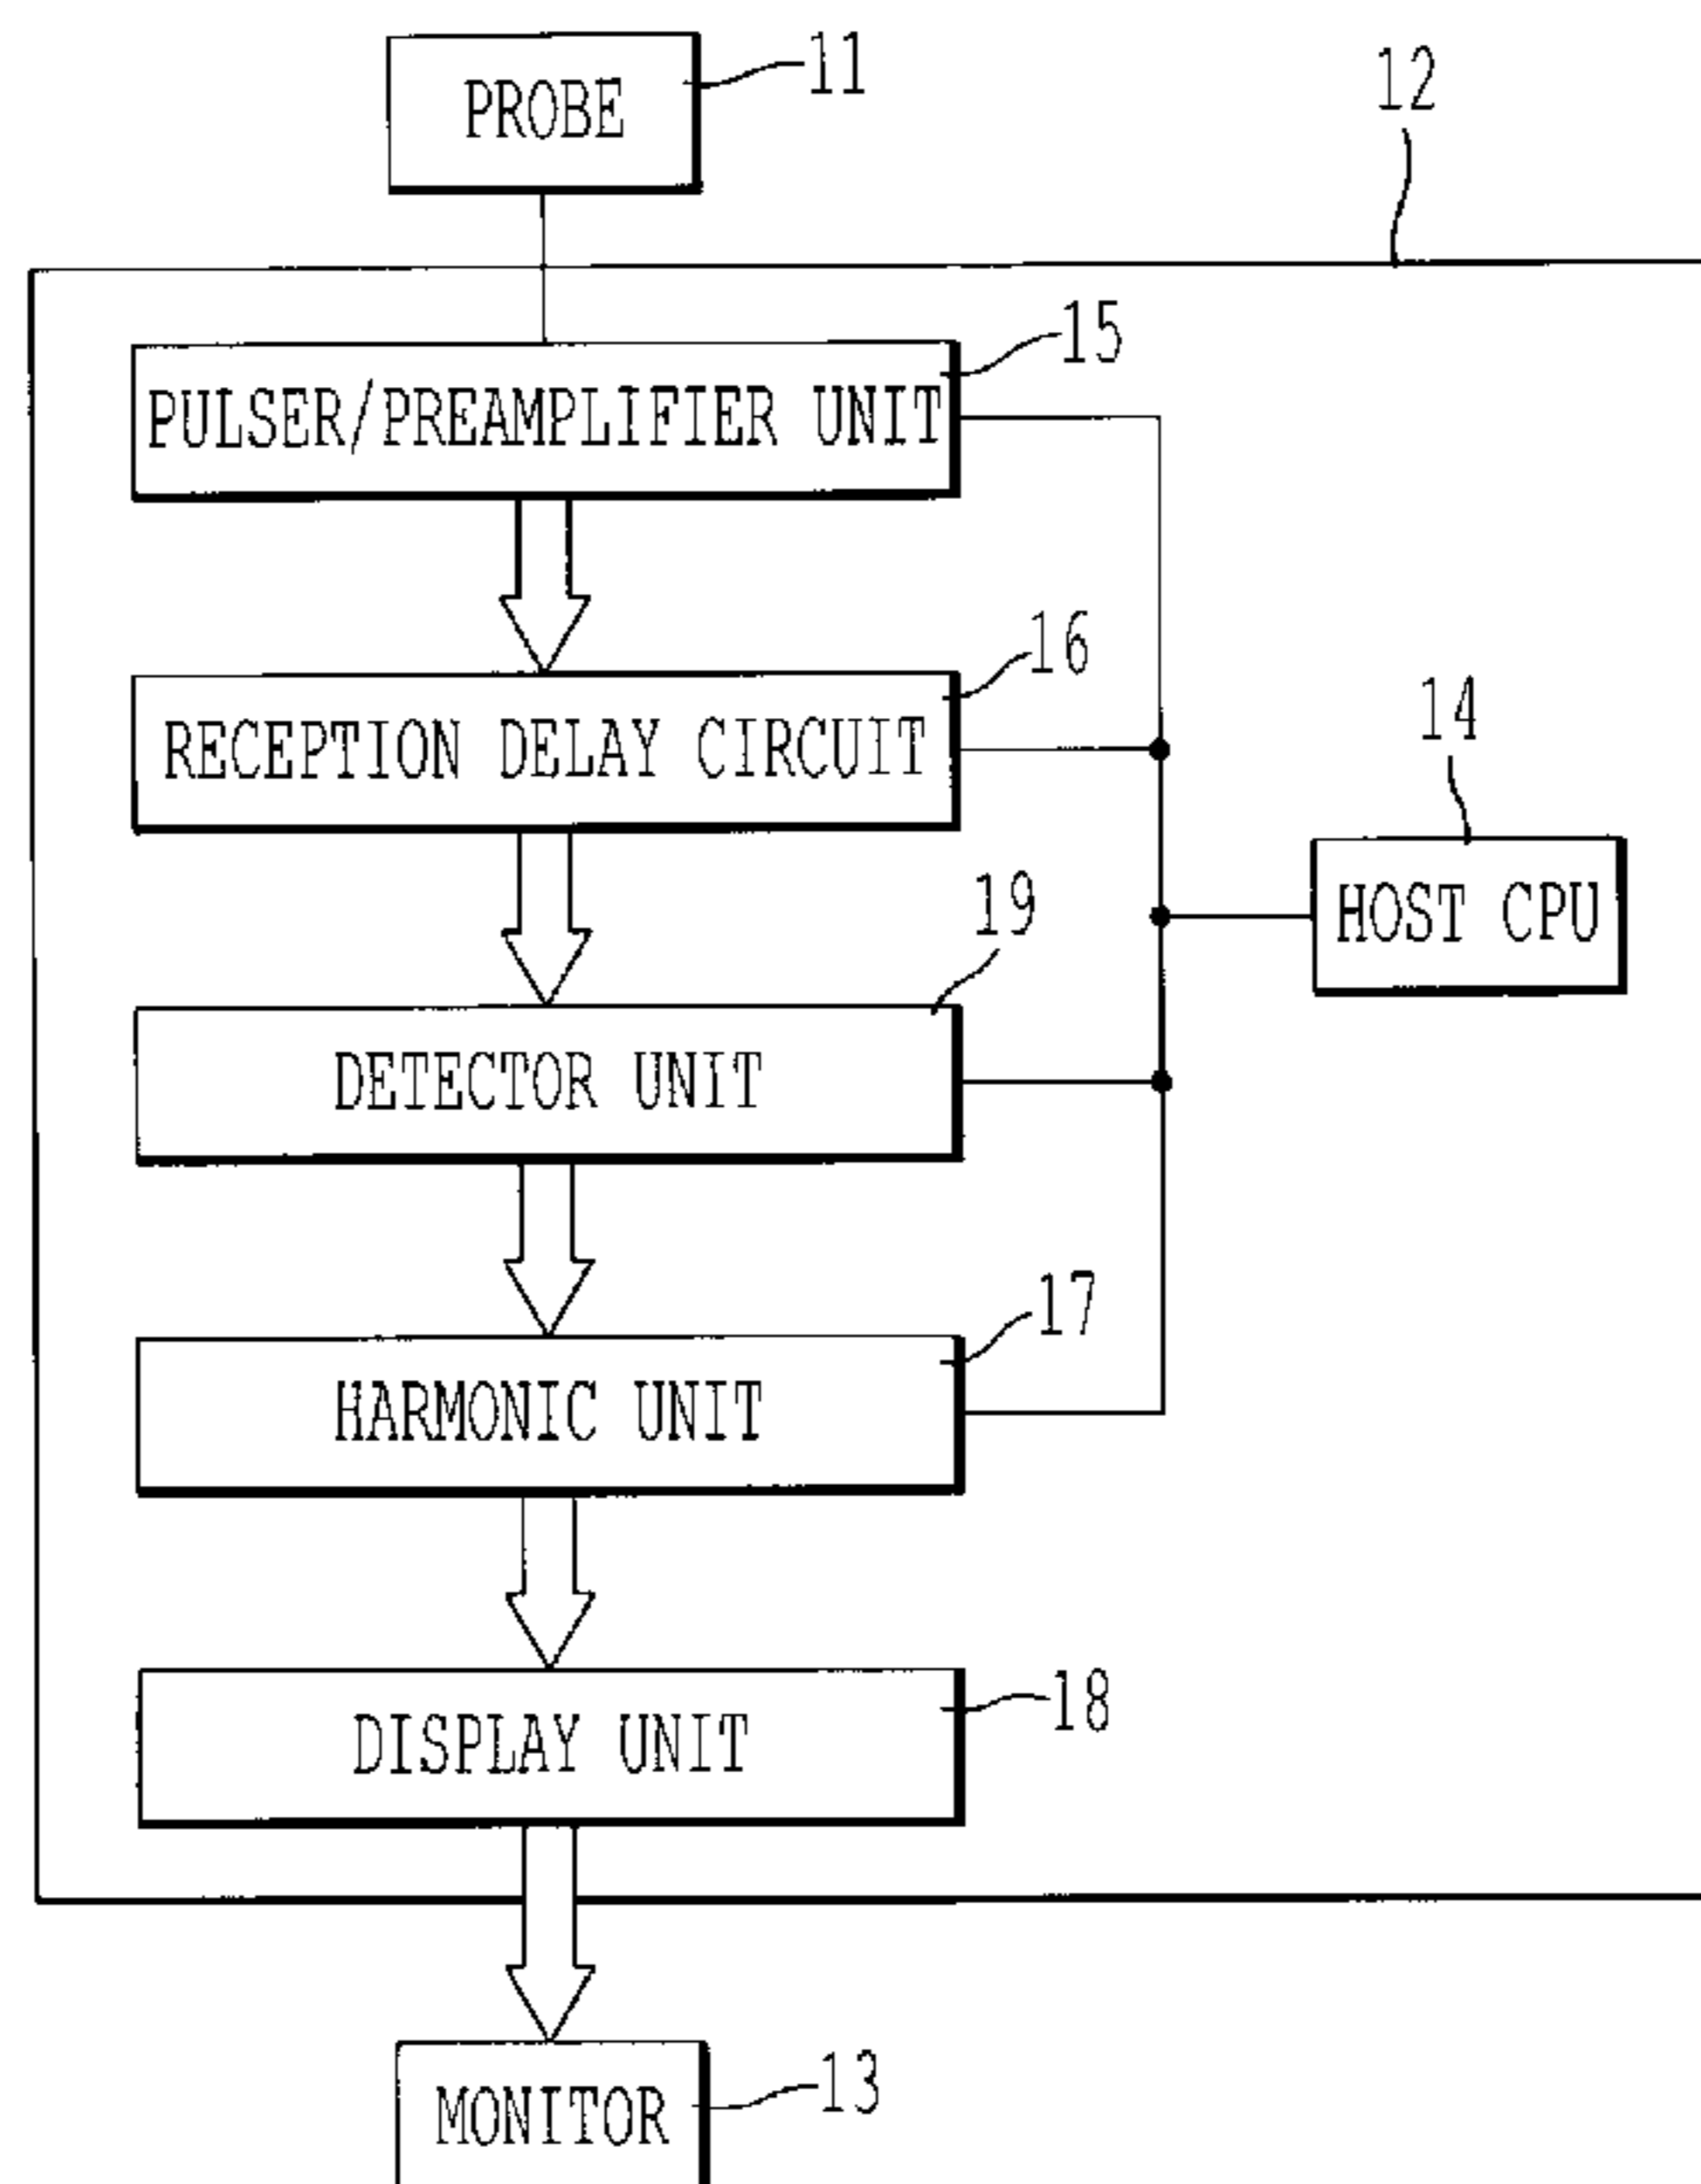 PROBE
11
12
PULSER/PREAMPLIFIER UNIT
15
RECEPTION DELAY CIRCUIT
16
14
HOST CPU
19
DETECTOR UNIT
17
HARMONIC UNIT
DISPLAY UNIT
18
MONITOR
13